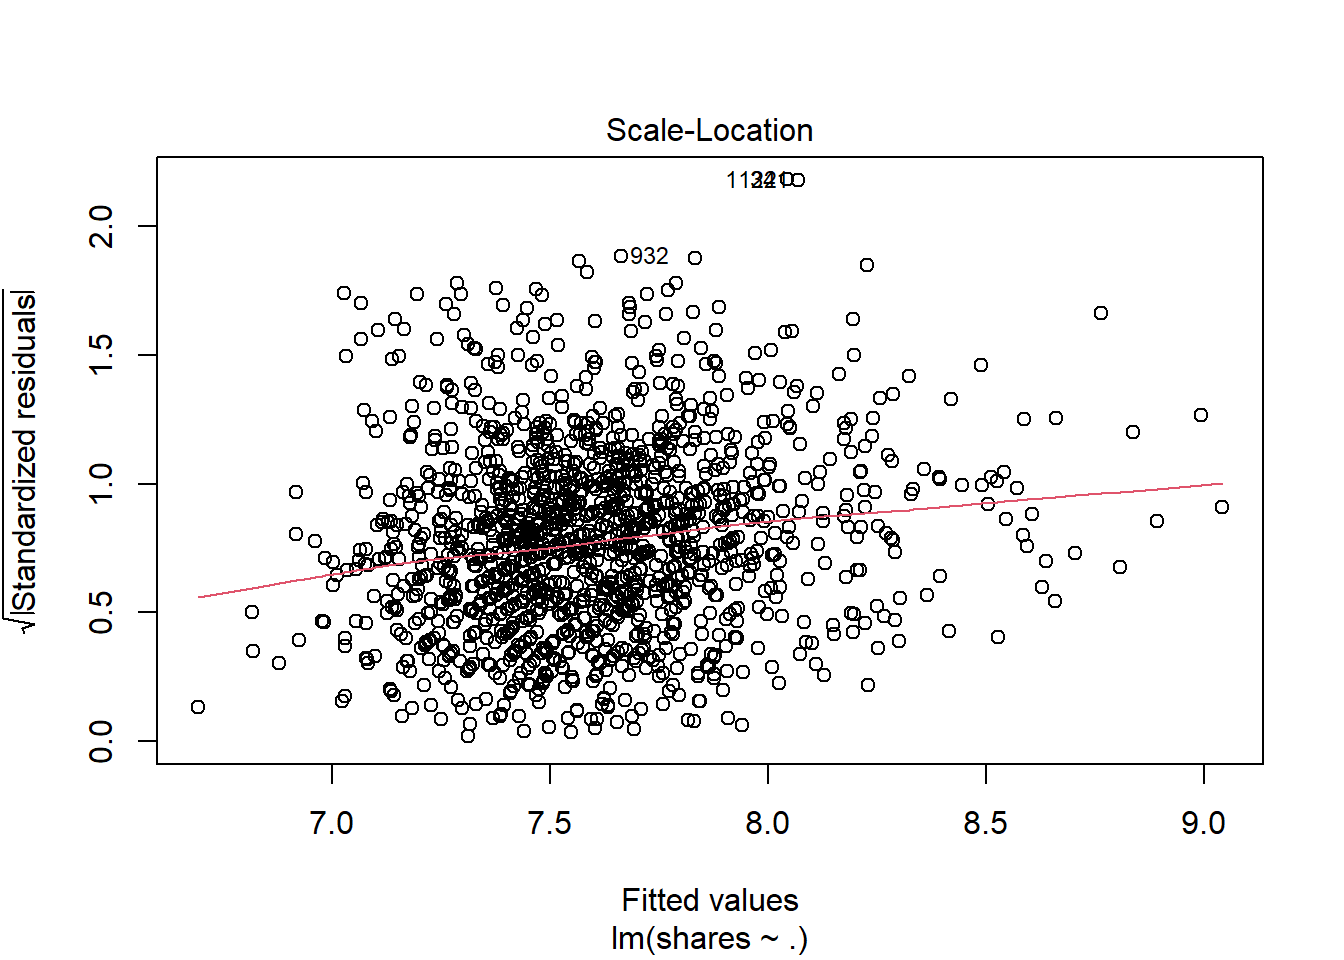 Scale-Location
932
√|Standardized residuals|
2.0
1.5
1.0
0.5
0.0
7.0 7.5 8.0 8.5 9.0
Fitted values
lm(shares ~ .)